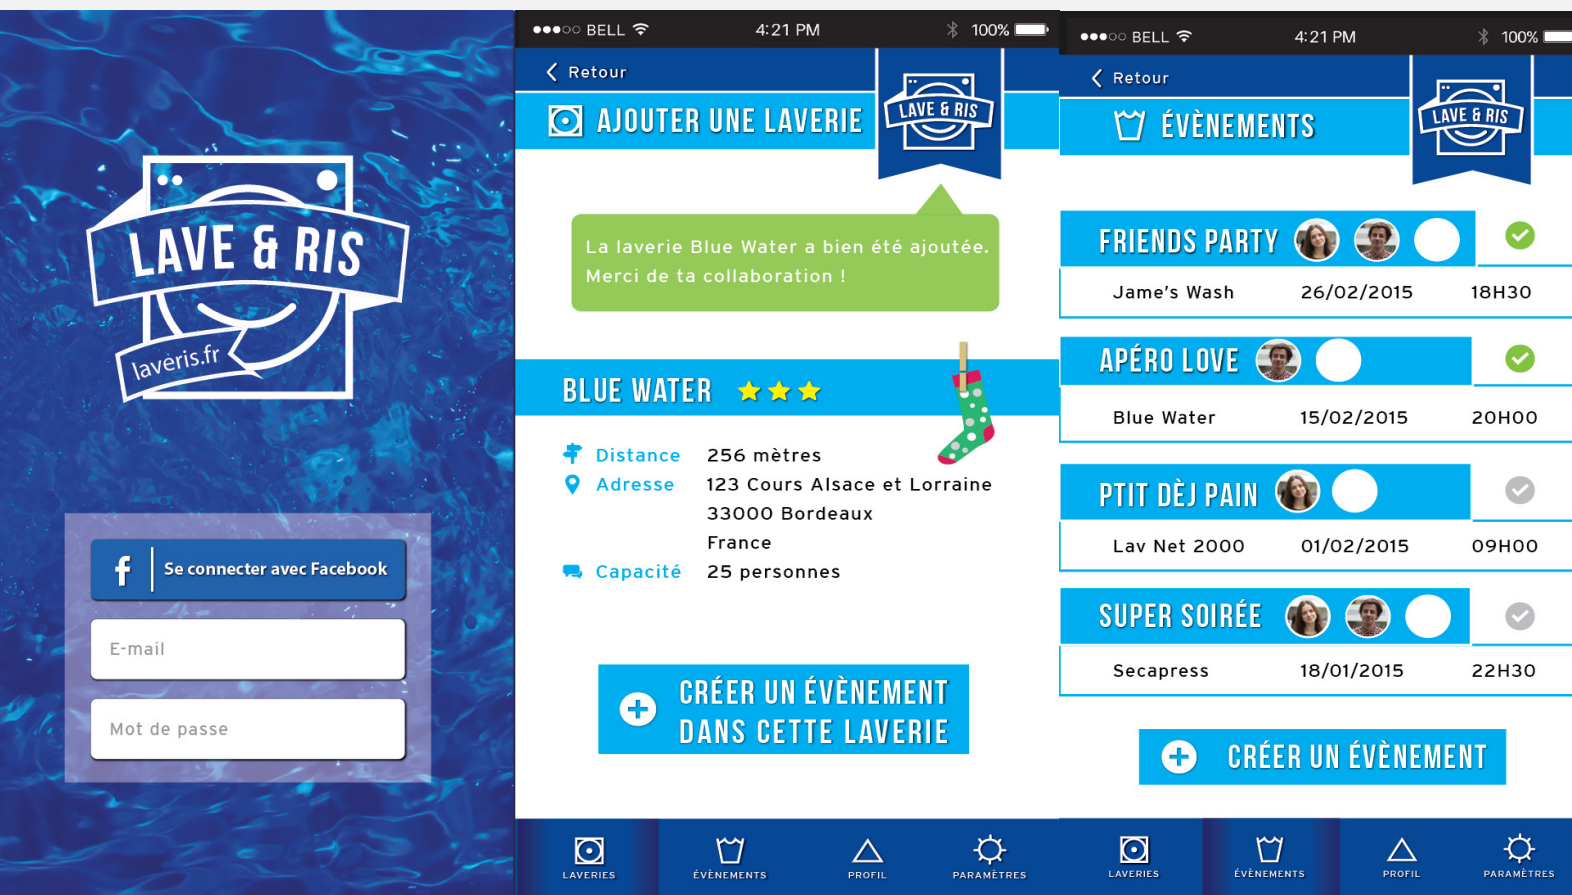 LAVE & RIS
laveris.fr
f Se connecter avec Facebook
E-mail
Mot de passe
BELL 4:21 PM 100%
Retour
AJOUTER UNE LAVERIE
LAVE & RIS
La laverie Blue Water a bien été ajoutée.
Merci de ta collaboration !
BLUE WATER
Distance 256 mètres
Adresse 123 Cours Alsace et Lorraine
33000 Bordeaux
France
Capacité 25 personnes
CRÉER UN ÉVÈNEMENT
DANS CETTE LAVERIE
LAVERIES ÉVÈNEMENTS PROFIL PARAMÈTRES
BELL 4:21 PM 100%
Retour
ÉVÈNEMENTS
LAVE & RIS
FRIENDS PARTY
Jame's Wash 26/02/2015 18H30
APÉRO LOVE
Blue Water 15/02/2015 20H00
PTIT DÈJ PAIN
Lav Net 2000 01/02/2015 09H00
SUPER SOIRÉE
Secapress 18/01/2015 22H30
CRÉER UN ÉVÈNEMENT
LAVERIES ÉVÈNEMENTS PROFIL PARAMÈTRES